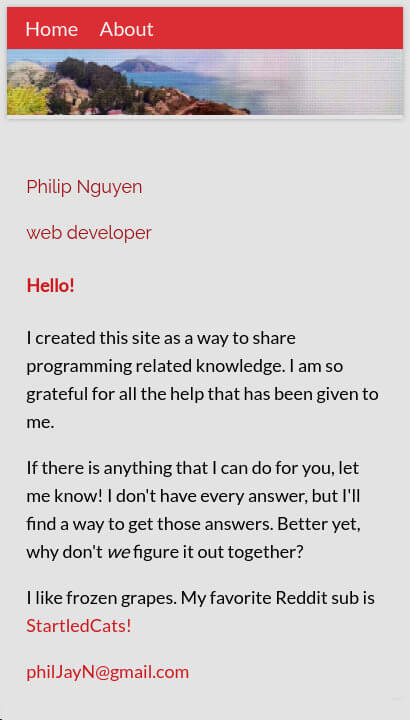 Home About
Philip Nguyen
web developer
Hello!
I created this site as a way to share
programming related knowledge. I am so
grateful for all the help that has been given to
me.
If there is anything that I can do for you, let
me know! I don't have every answer, but I'll
find a way to get those answers. Better yet,
why don't we figure it out together?
I like frozen grapes. My favorite Reddit sub is
StartledCats!
philJayN@gmail.com